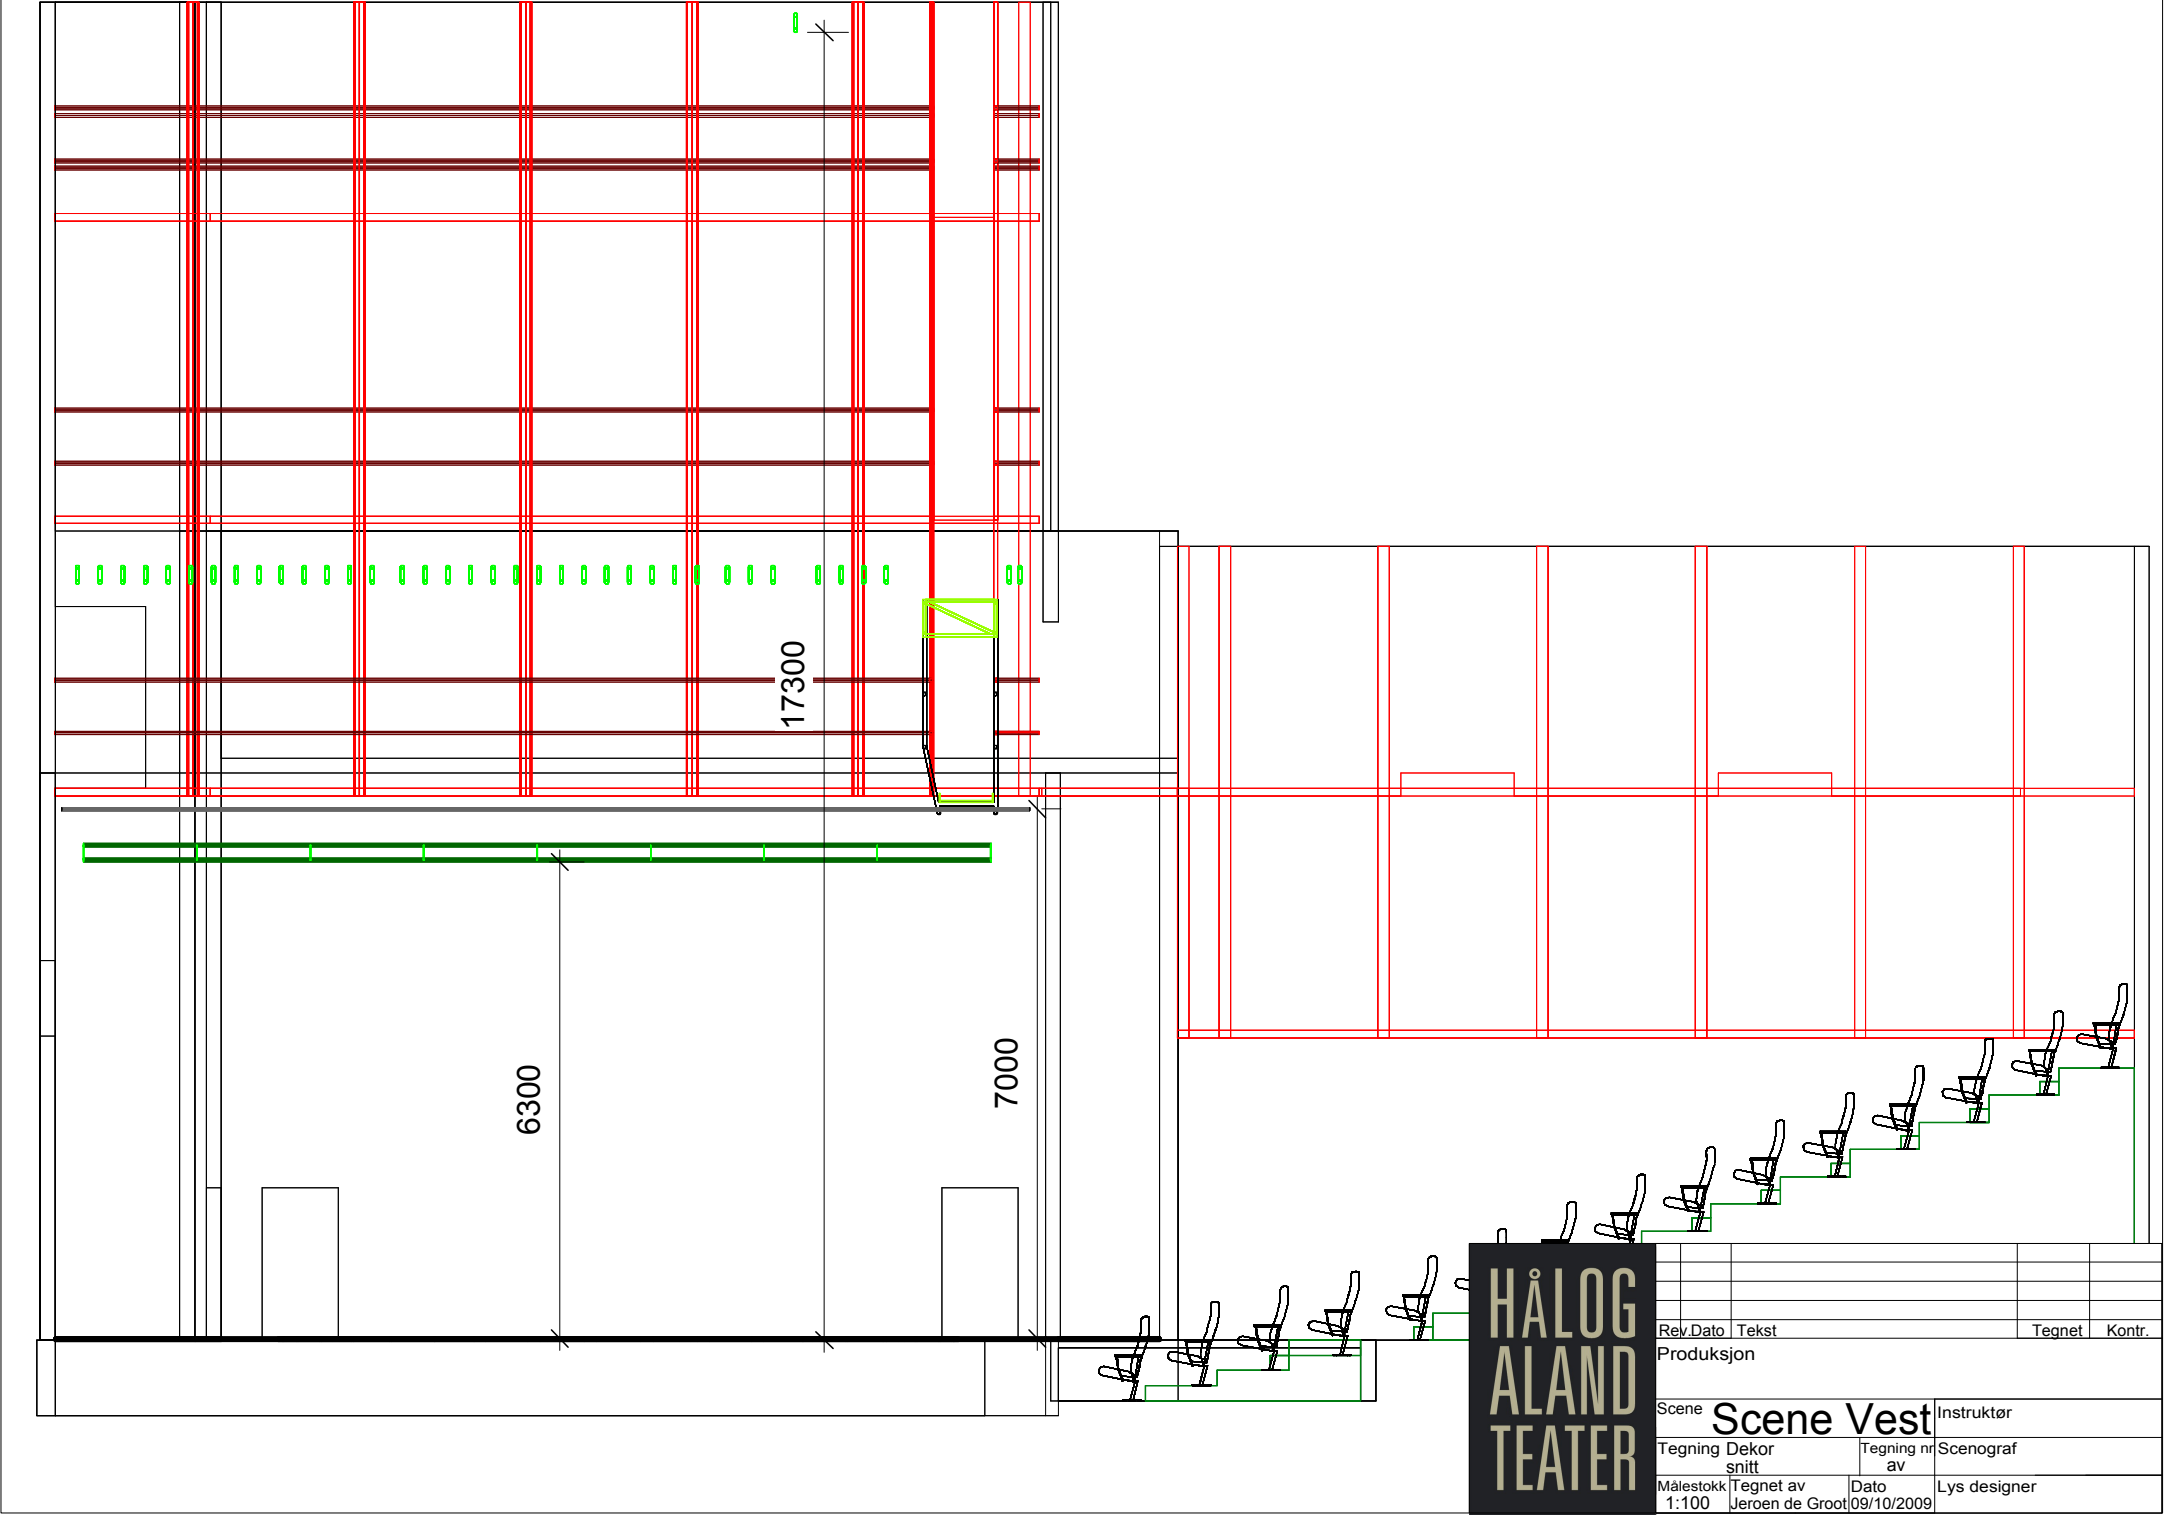 17300
6300
7000
HÅLOG
ALAND
TEATER
Rev.Dato Tekst Tegnet Kontr.
Produksjon
Scene Scene Vest Instruktør
Tegning Dekor Tegning nr Scenograf
snitt av
Målestokk Tegnet av Dato Lys designer
1:100 Jeroen de Groot 09/10/2009